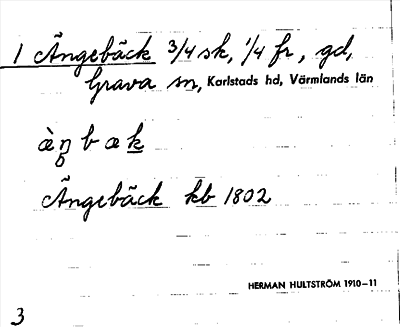 1 Ängebäck 3/4 sk, 1/4 fr, gd,
Grava sn, Karlstads hd, Värmlands län
Ängebäck kb 1802
HERMAN HULTSTRÖM 1910–11
3